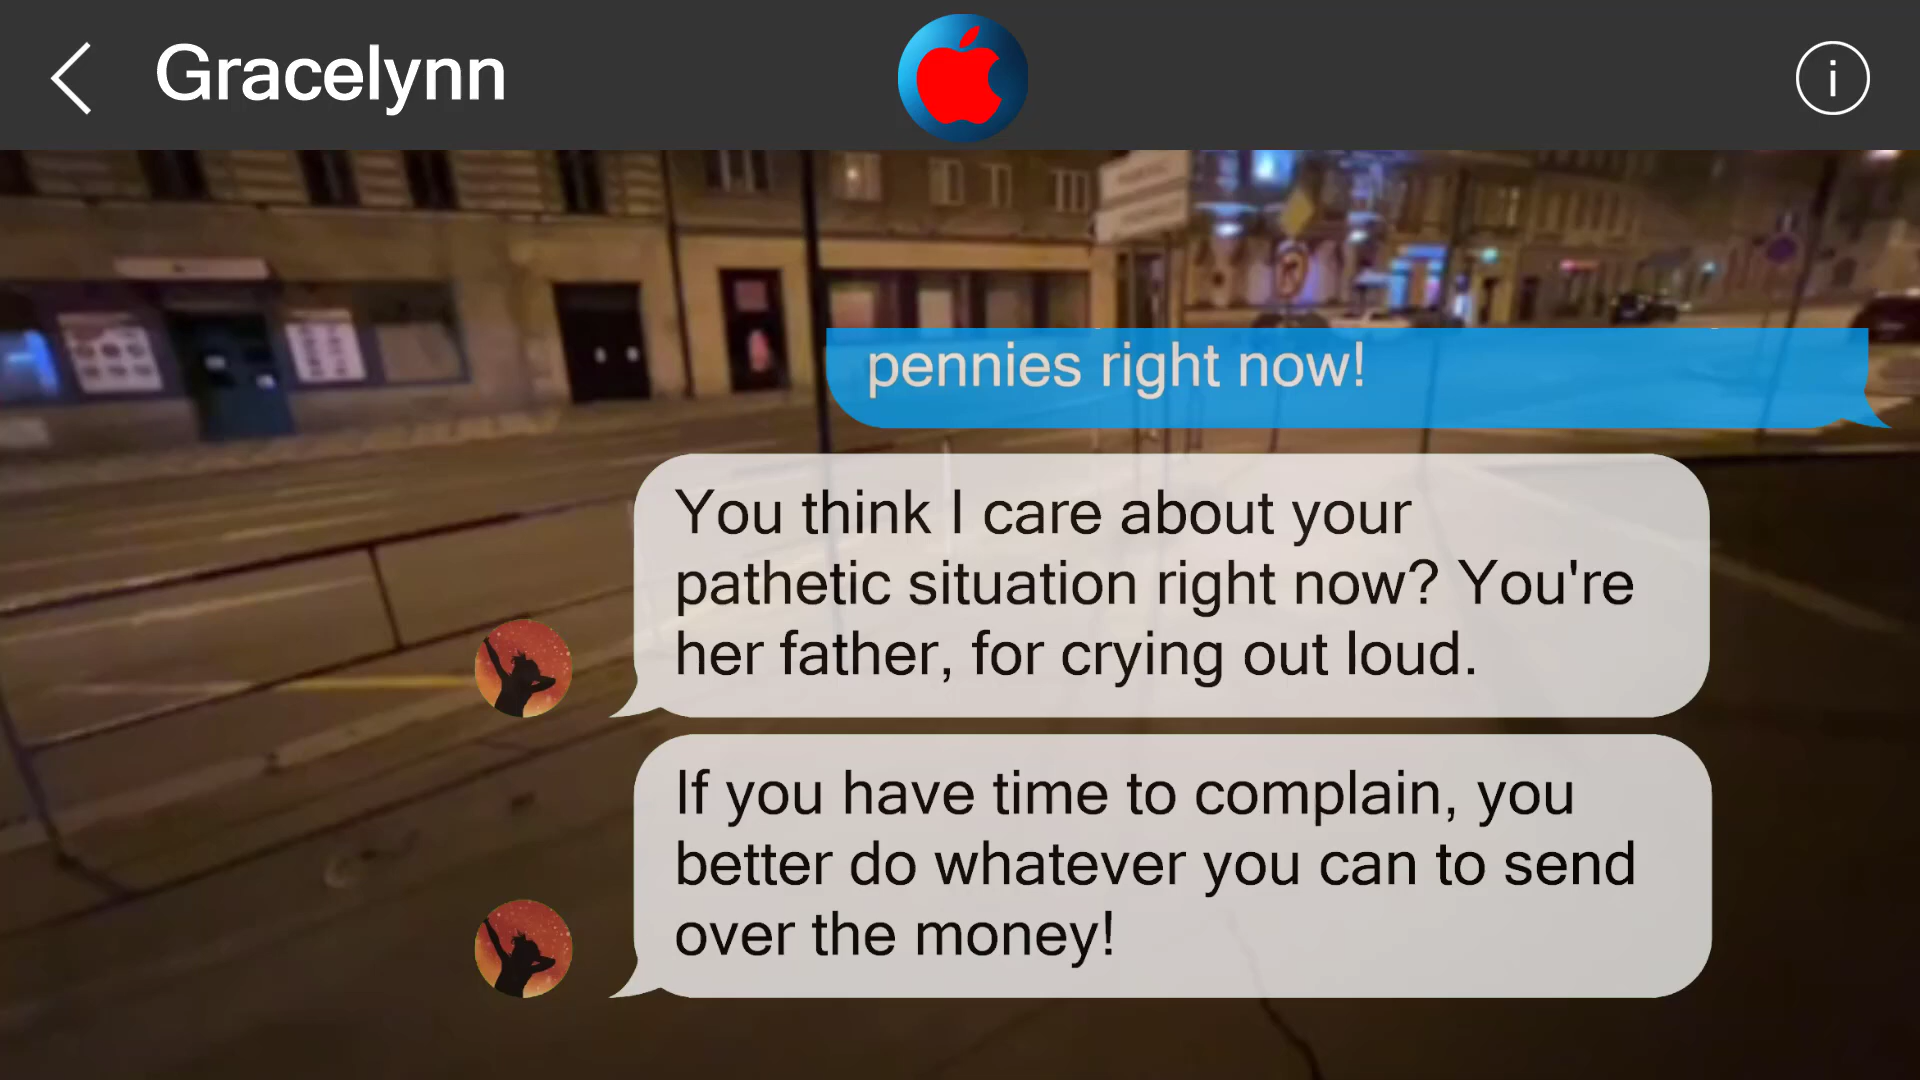 Gracelynn
pennies right now!
You think I care about your
pathetic situation right now? You're
her father, for crying out loud.
If you have time to complain, you
better do whatever you can to send
over the money!